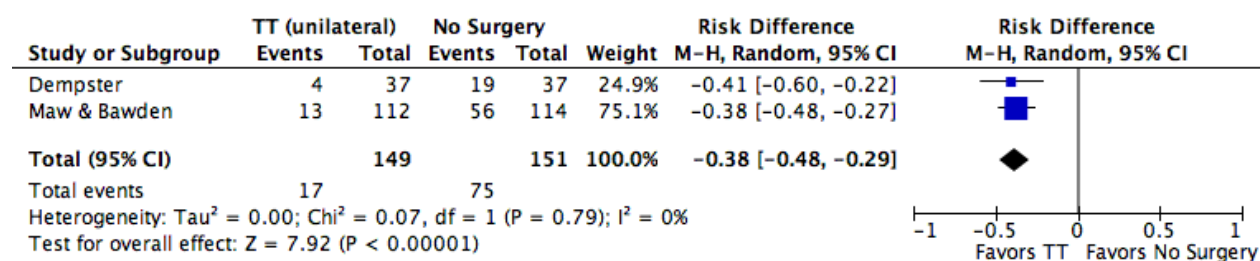 TT (unilateral) No Surgery Risk Difference Risk Difference
Study or Subgroup Events Total Events Total Weight M-H, Random, 95% CI M-H, Random, 95% CI
Dempster 4 37 19 37 24.9% -0.41 [-0.60, -0.22]
Maw & Bawden 13 112 56 114 75.1% -0.38 [-0.48, -0.27]
Total (95% CI) 149 151 100.0% -0.38 [-0.48, -0.29]
Total events 17 75
Heterogeneity: Tau² = 0.00; Chi² = 0.07, df = 1 (P = 0.79); I² = 0%
Test for overall effect: Z = 7.92 (P < 0.00001)
-1 -0.5 0 0.5 1
Favors TT Favors No Surgery